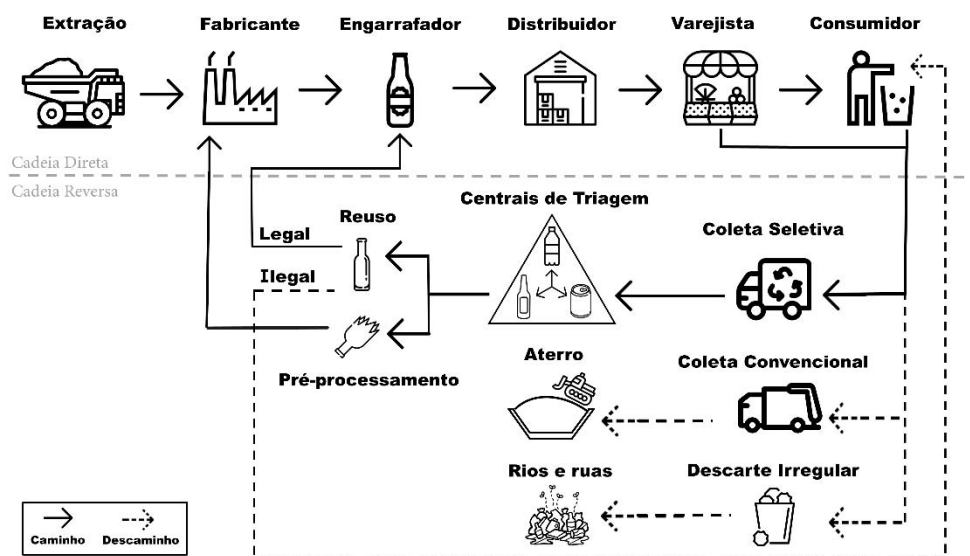 Extração
Fabricante
Engarrafador
Distribuidor
Varejista
Consumidor
Cadeia Direta
Cadeia Reversa
Centrais de Triagem
Reuso
Legal
Coleta Seletiva
Ilegal
Aterro
Coleta Convencional
Pré-processamento
Rios e ruas
Descarte Irregular
Caminho
Descaminho